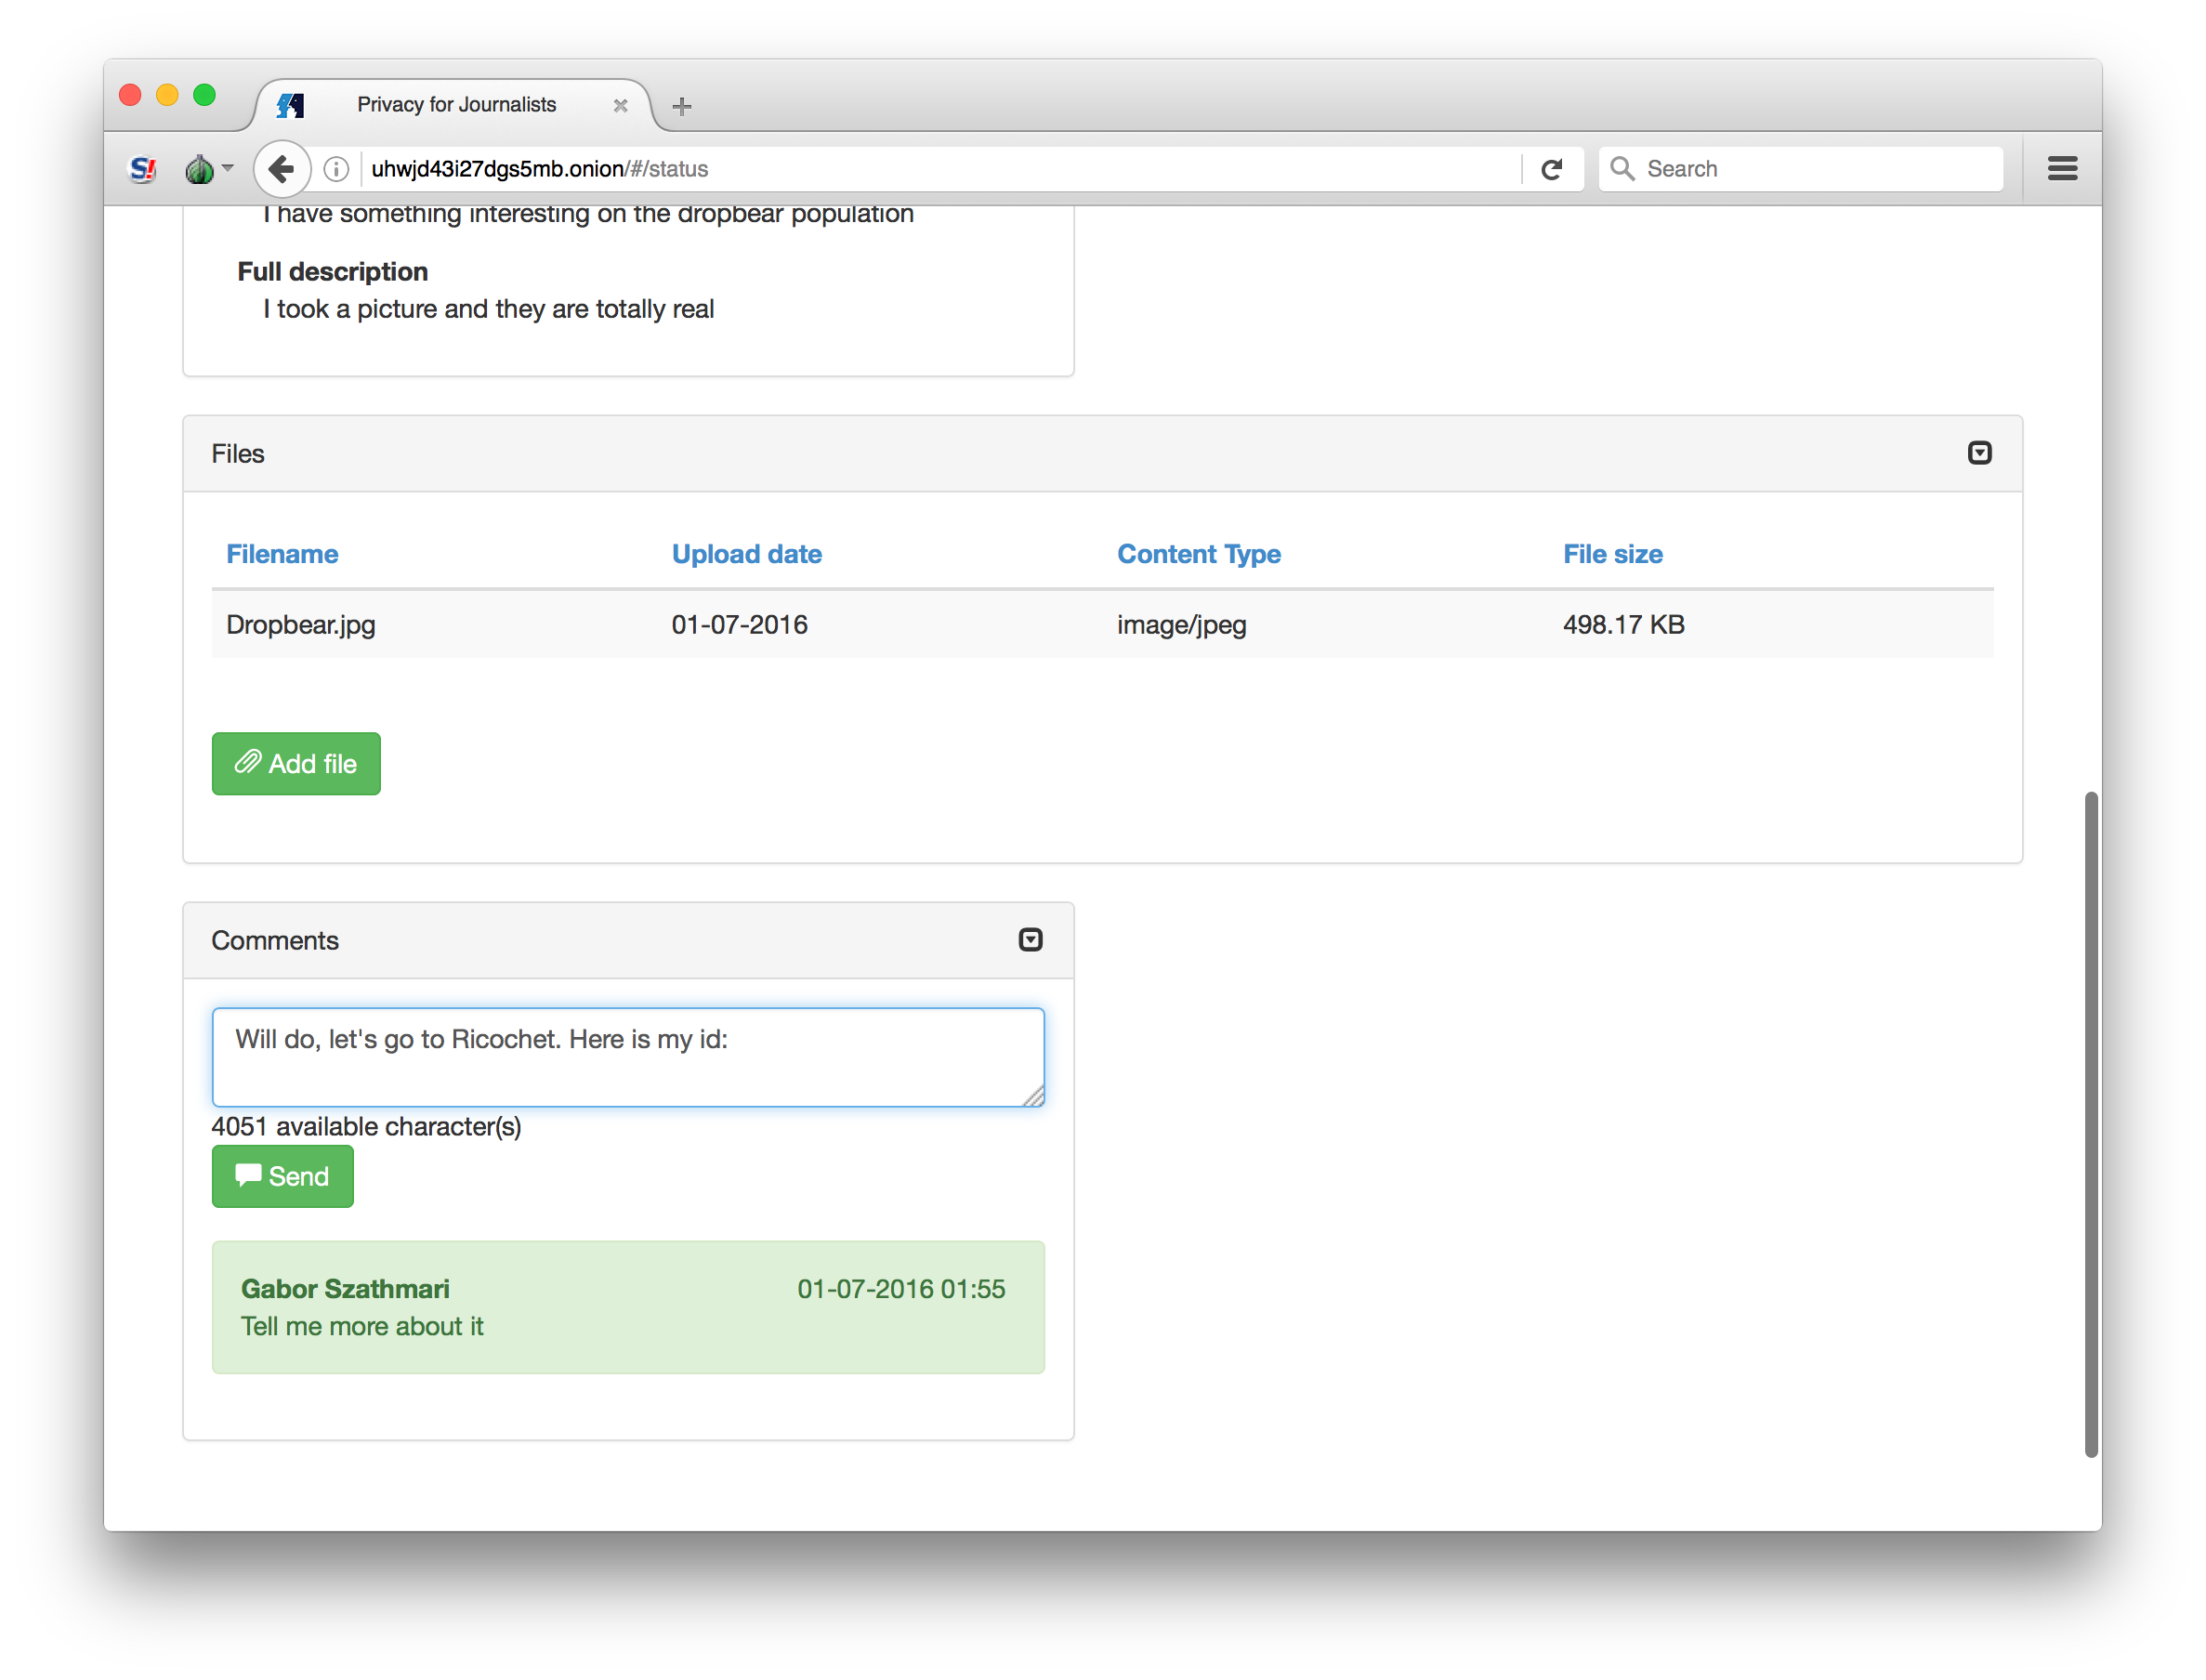 Privacy for Journalists
S!
uhwjd43i27dgs5mb.onion/#/status
Search
I have something interesting on the dropbear population
Full description
I took a picture and they are totally real
Files
Filename Upload date Content Type File size
Dropbear.jpg 01-07-2016 image/jpeg 498.17 KB
Add file
Comments
Will do, let's go to Ricochet. Here is my id:
4051 available character(s)
Send
Gabor Szathmari 01-07-2016 01:55
Tell me more about it